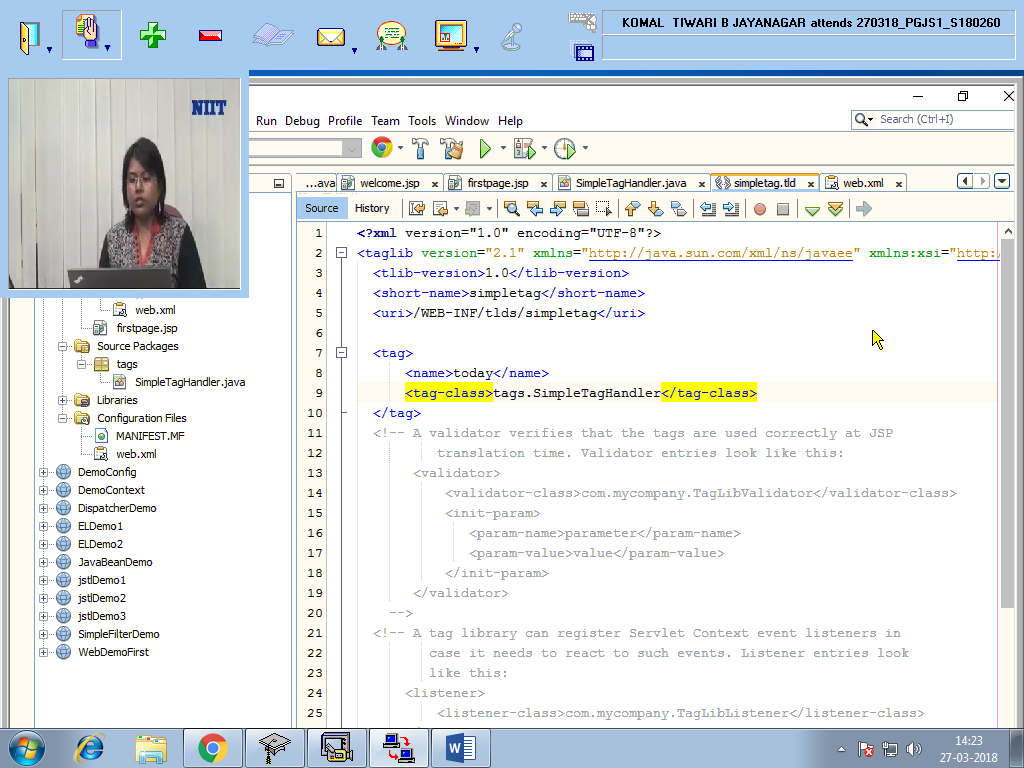 KOMAL TIWARI B JAYANAGAR attends 270318_PGJS1_S180260
NIIT
Run Debug Profile Team Tools Window Help
Search (Ctrl+I)
...ava welcome.jsp firstpage.jsp SimpleTagHandler.java simpletag.tld web.xml
Source History
1 <?xml version="1.0" encoding="UTF-8"?>
2 <taglib version="2.1" xmlns="http://java.sun.com/xml/ns/javaee" xmlns:xsi="http:/
3 <tlib-version>1.0</tlib-version>
4 <short-name>simpletag</short-name>
5 <uri>/WEB-INF/tlds/simpletag</uri>
6
7 <tag>
8 <name>today</name>
9 <tag-class>tags.SimpleTagHandler</tag-class>
10 </tag>
11 <!-- A validator verifies that the tags are used correctly at JSP
12 translation time. Validator entries look like this:
13 <validator>
14 <validator-class>com.mycompany.TagLibValidator</validator-class>
15 <init-param>
16 <param-name>parameter</param-name>
17 <param-value>value</param-value>
18 </init-param>
19 </validator>
20 -->
21 <!-- A tag library can register Servlet Context event listeners in
22 case it needs to react to such events. Listener entries look
23 like this:
24 <listener>
25 <listener-class>com.mycompany.TagLibListener</listener-class>
web.xml
firstpage.jsp
Source Packages
tags
SimpleTagHandler.java
Libraries
Configuration Files
MANIFEST.MF
web.xml
DemoConfig
DemoContext
DispatcherDemo
ELDemo1
ELDemo2
JavaBeanDemo
jstlDemo1
jstlDemo2
jstlDemo3
SimpleFilterDemo
WebDemoFirst
14:23
27-03-2018